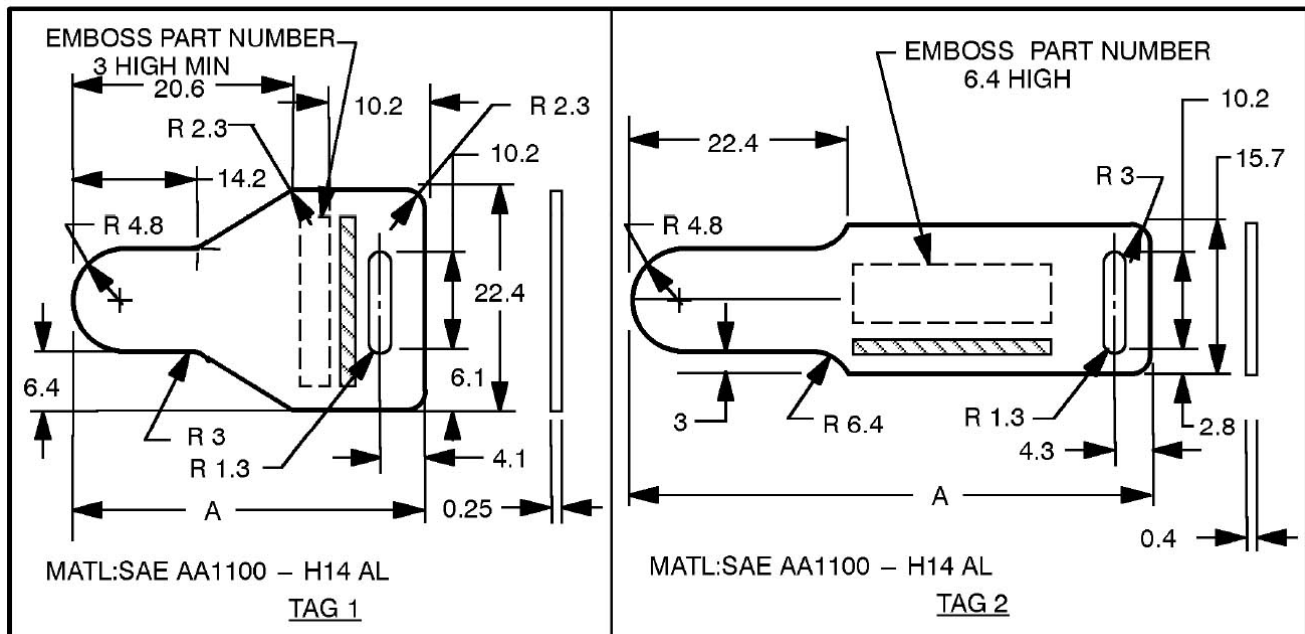 EMBOSS PART NUMBER
3 HIGH MIN
20.6
10.2
R 2.3
R 2.3
10.2
14.2
R 4.8
22.4
6.4
6.1
R 3
R 1.3
4.1
A
0.25
MATL:SAE AA1100 – H14 AL
TAG 1
EMBOSS PART NUMBER
6.4 HIGH
10.2
22.4
15.7
R 3
R 4.8
3
R 6.4
R 1.3
2.8
4.3
A
0.4
MATL:SAE AA1100 – H14 AL
TAG 2